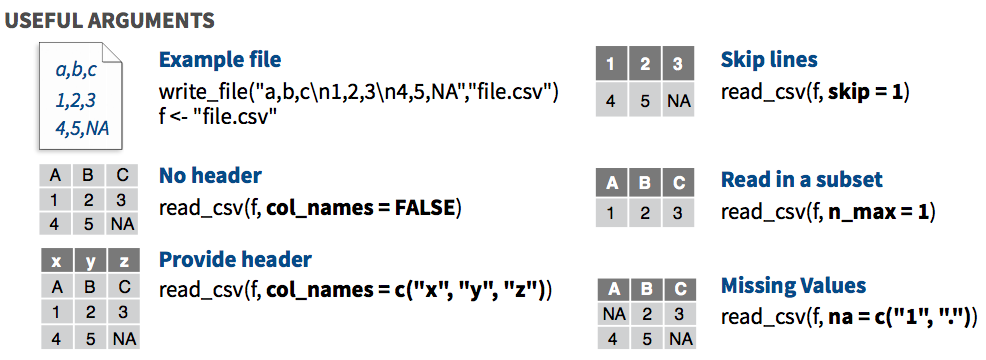 USEFUL ARGUMENTS
a,b,c
1,2,3
4,5,NA
Example file
write_file("a,b,c\n1,2,3\n4,5,NA","file.csv")
f <- "file.csv"
A B C
1 2 3
4 5 NA
No header
read_csv(f, col_names = FALSE)
x y z
A B C
1 2 3
4 5 NA
Provide header
read_csv(f, col_names = c("x", "y", "z"))
1 2 3
4 5 NA
Skip lines
read_csv(f, skip = 1)
A B C
1 2 3
Read in a subset
read_csv(f, n_max = 1)
A B C
NA 2 3
4 5 NA
Missing Values
read_csv(f, na = c("1", "."))